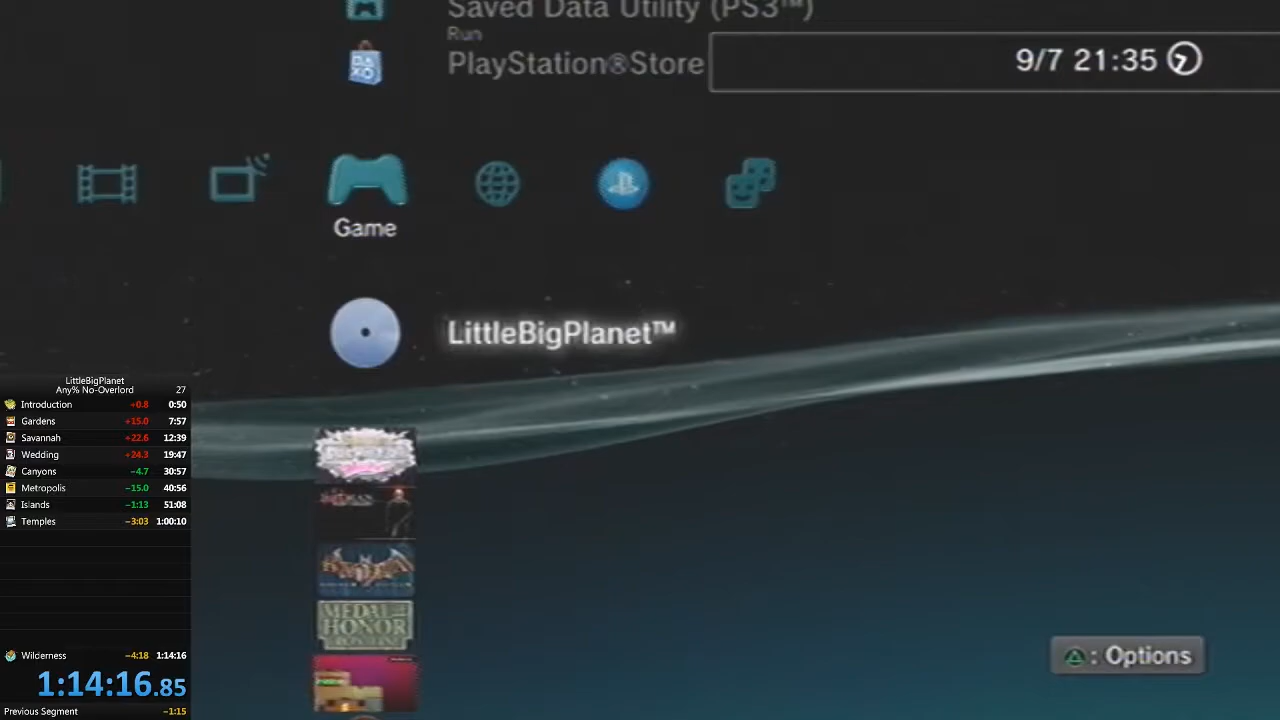 Saved Data Utility (PS3™)
Run
PlayStation®Store
9/7 21:35
Game
LittleBigPlanet™
LittleBigPlanet
Any% No-Overlord 27
Introduction +0.8 0:50
Gardens +15.0 7:57
Savannah +22.6 12:39
Wedding +24.3 19:47
Canyons −4.7 30:57
Metropolis −15.0 40:56
Islands −1:13 51:08
Temples −3:03 1:00:10
MEDAL OF
HONOR
: Options
Wilderness −4:18 1:14:16
1:14:16.85
Previous Segment −1:15